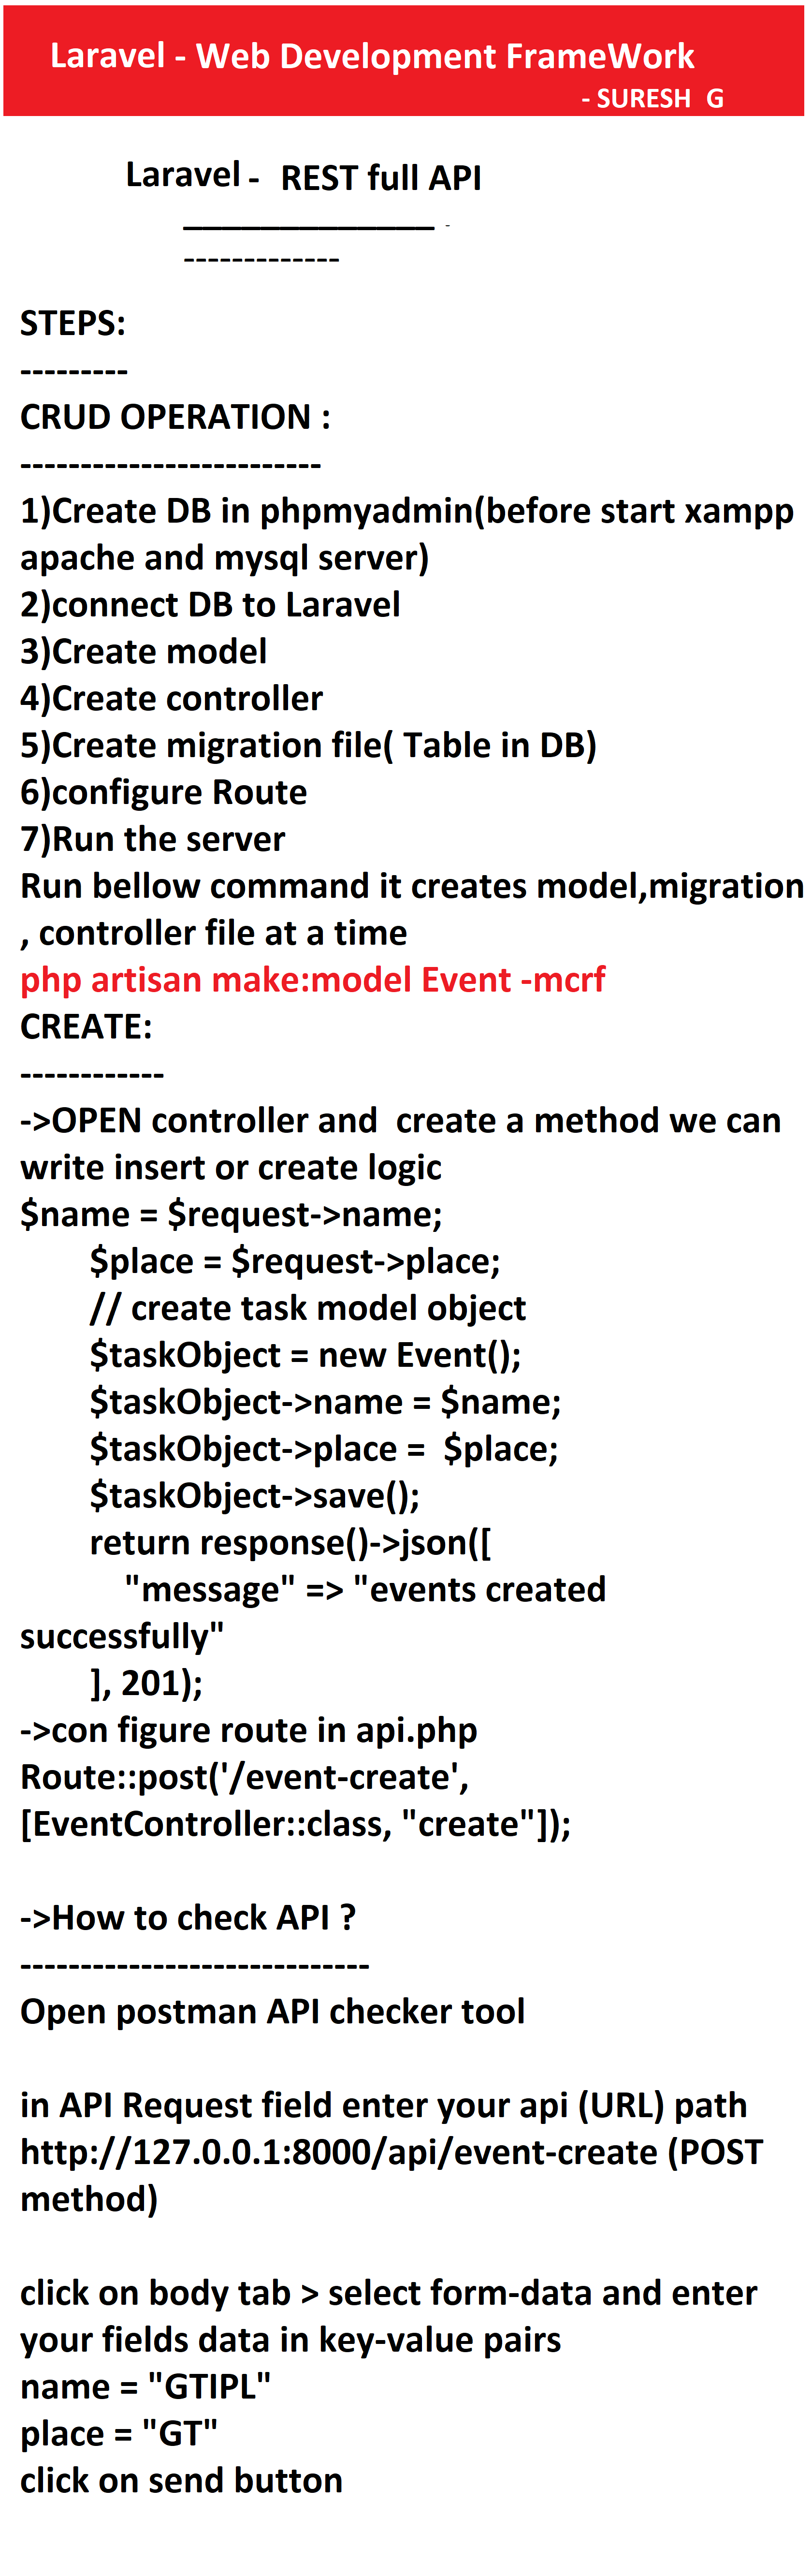 Laravel - Web Development FrameWork
- SURESH  G
Laravel -  REST full API
______________ -
-------------
STEPS:
---------
CRUD OPERATION :
-------------------------
1)Create DB in phpmyadmin(before start xampp
apache and mysql server)
2)connect DB to Laravel
3)Create model
4)Create controller
5)Create migration file( Table in DB)
6)configure Route
7)Run the server
Run bellow command it creates model,migration
, controller file at a time
php artisan make:model Event -mcrf
CREATE:
------------
->OPEN controller and  create a method we can
write insert or create logic
$name = $request->name;
$place = $request->place;
// create task model object
$taskObject = new Event();
$taskObject->name = $name;
$taskObject->place =  $place;
$taskObject->save();
return response()->json([
"message" => "events created
successfully"
], 201);
->con figure route in api.php
Route::post('/event-create',
[EventController::class, "create"]);
->How to check API ?
-----------------------------
Open postman API checker tool
in API Request field enter your api (URL) path
http://127.0.0.1:8000/api/event-create (POST
method)
click on body tab > select form-data and enter
your fields data in key-value pairs
name = "GTIPL"
place = "GT"
click on send button